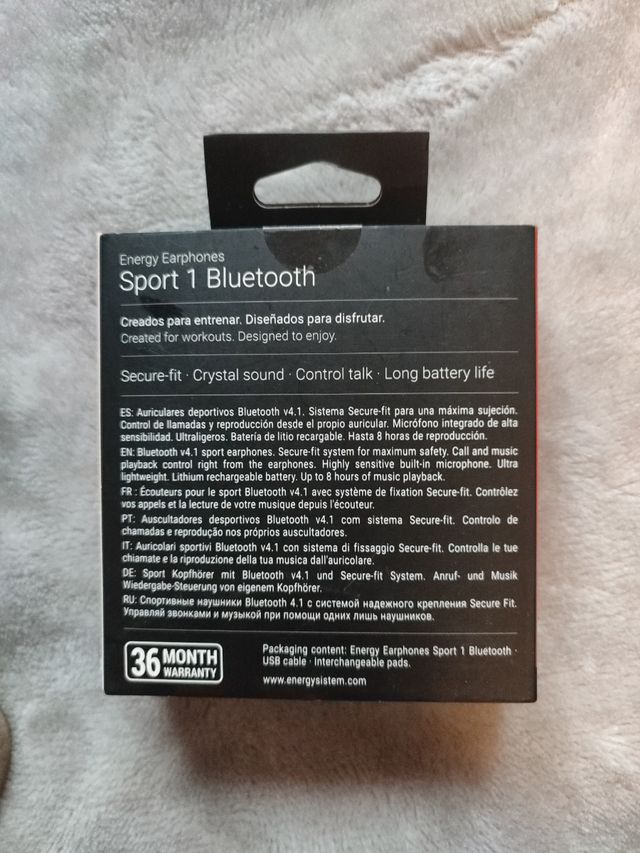 Energy Earphones
Sport 1 Bluetooth
Creados para entrenar. Diseñados para disfrutar.
Created for workouts. Designed to enjoy.
Secure-fit · Crystal sound · Control talk · Long battery life
ES: Auriculares deportivos Bluetooth v4.1. Sistema Secure-fit para una máxima sujeción.
Control de llamadas y reproducción desde el propio auricular. Micrófono integrado de alta
sensibilidad. Ultraligeros. Batería de litio recargable. Hasta 8 horas de reproducción.
EN: Bluetooth v4.1 sport earphones. Secure-fit system for maximum safety. Call and music
playback control right from the earphones. Highly sensitive built-in microphone. Ultra
lightweight. Lithium rechargeable battery. Up to 8 hours of music playback.
FR : Écouteurs pour le sport Bluetooth v4.1 avec système de fixation Secure-fit. Contrôlez
vos appels et la lecture de votre musique depuis l'écouteur.
PT: Auscultadores desportivos Bluetooth v4.1 com sistema Secure-fit. Controlo de
chamadas e reprodução nos próprios auscultadores.
IT: Auricolari sportivi Bluetooth v4.1 con sistema di fissaggio Secure-fit. Controlla le tue
chiamate e la riproduzione della tua musica dall'auricolare.
DE: Sport Kopfhörer mit Bluetooth v4.1 und Secure-fit System. Anruf- und Musik
Wiedergabe-Steuerung von eigenem Kopfhörer.
RU: Спортивные наушники Bluetooth 4.1 с системой надежного крепления Secure Fit.
Управляй звонками и музыкой при помощи одних лишь наушников.
36 MONTH
WARRANTY
Packaging content: Energy Earphones Sport 1 Bluetooth ·
USB cable · Interchangeable pads.
www.energysistem.com